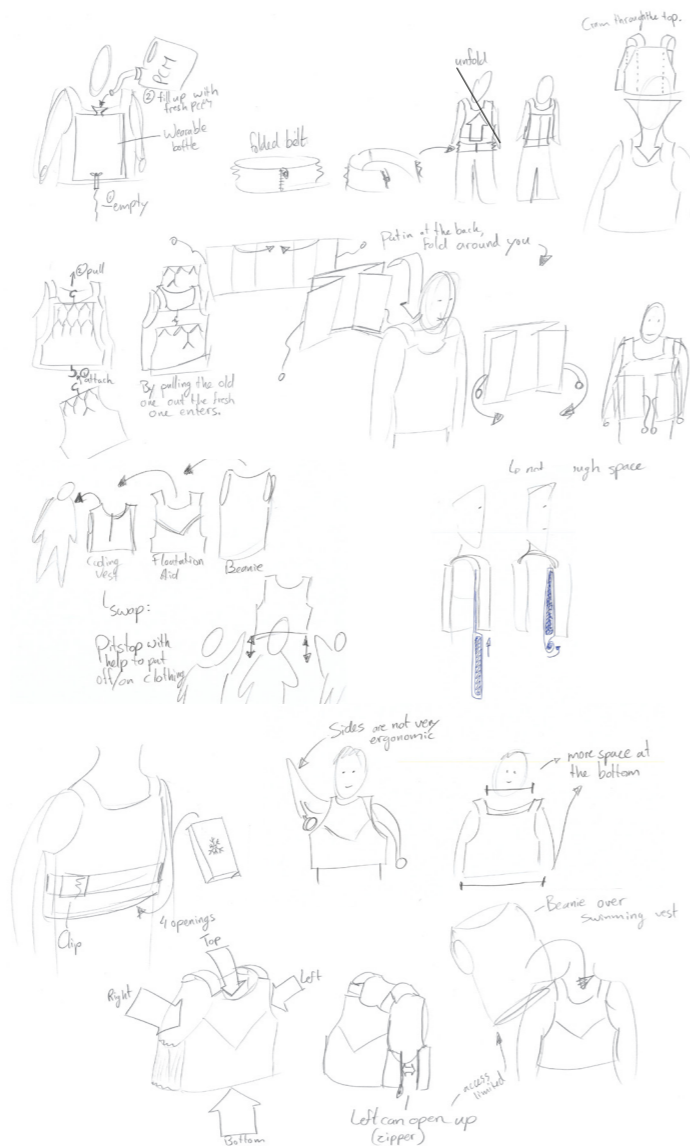 Cram through the top.
PCM
② fill up with
fresh PCM
Wearable
bottle
① empty
folded belt
unfold
Put in at the back,
fold around you
② pull
① attach
By pulling the old
one out the fresh
one enters.
Cooling
vest
Floatation
Aid
Beanie
Swap:
Pitstop with
help to put
off/on clothing
space
Sides are not very
ergonomic
more space at
the bottom
Clip
4 openings
Top
Right
Left
Bottom
Left can open up
(zipper)
access
limited
Beanie over
swimming vest